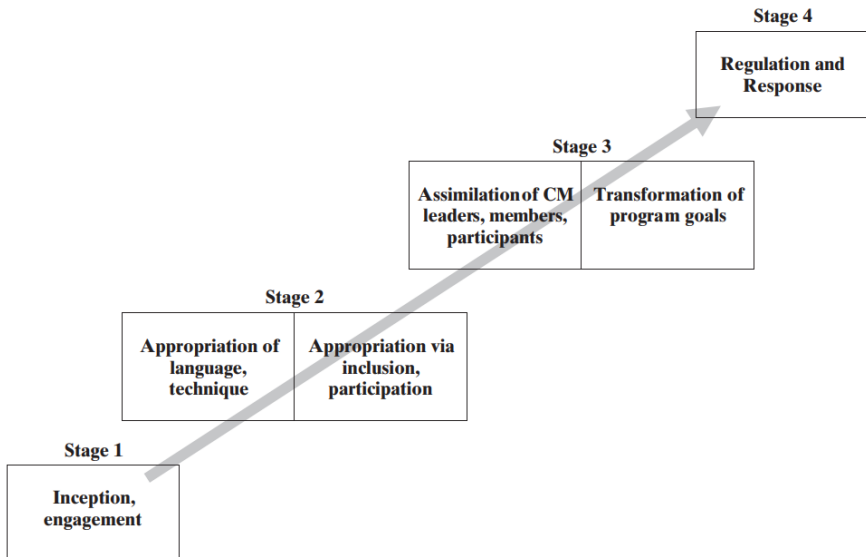 Stage 4
Regulation and
Response
Stage 3
Assimilation of CM
leaders, members,
participants
Transformation of
program goals
Stage 2
Appropriation of
language,
technique
Appropriation via
inclusion,
participation
Stage 1
Inception,
engagement